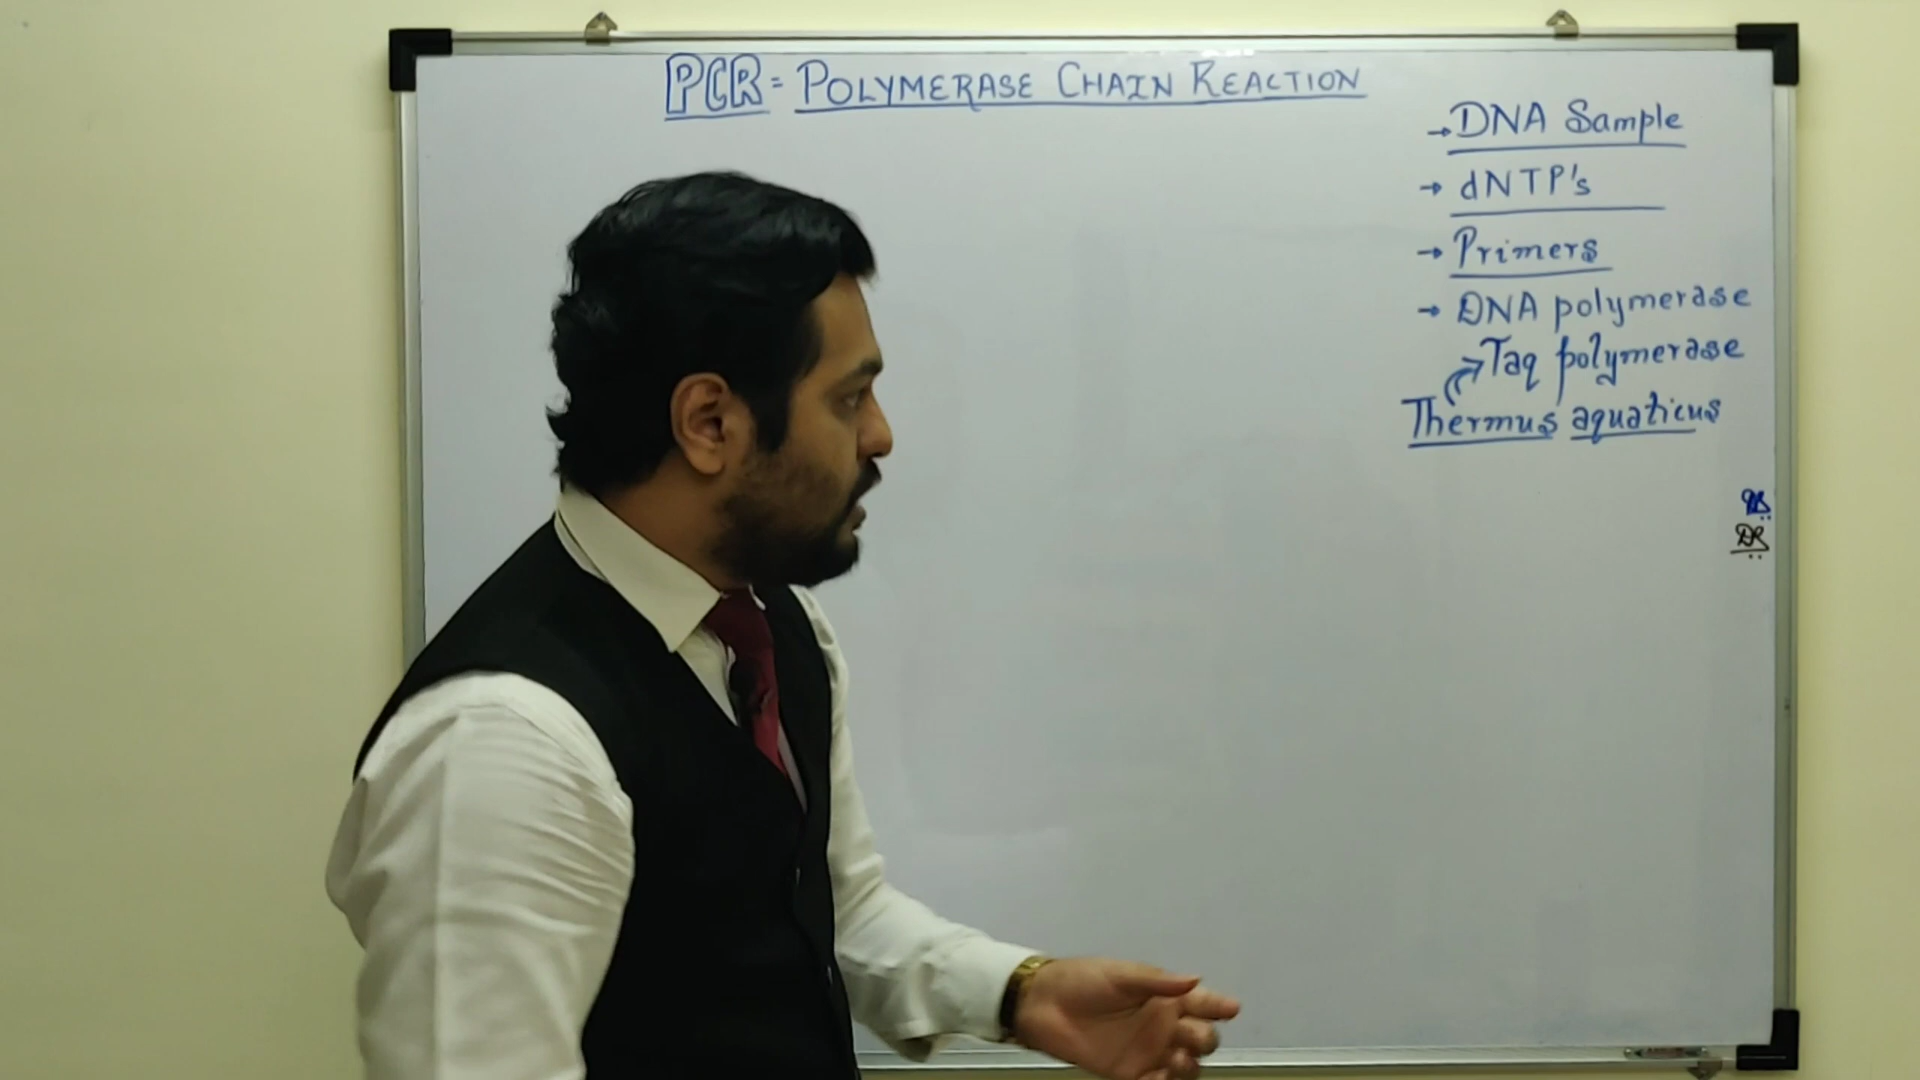 PCR = POLYMERASE CHAIN REACTION
→ DNA Sample
→ dNTP's
→ Primers
→ DNA polymerase
Taq polymerase
Thermus aquaticus